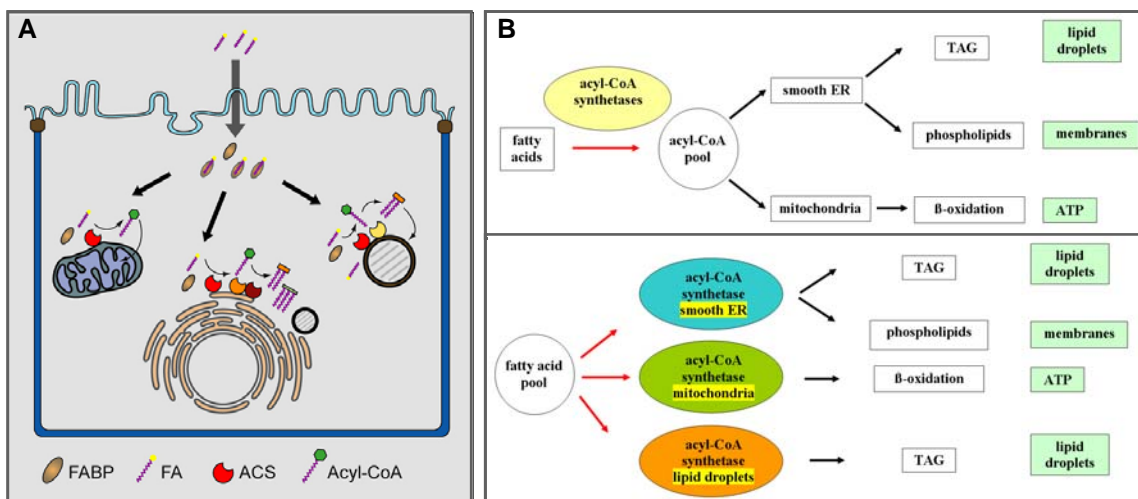 A
FABP
FA
ACS
Acyl-CoA
B
acyl-CoA
synthetases
fatty
acids
acyl-CoA
pool
smooth ER
TAG
lipid
droplets
phospholipids
membranes
mitochondria
ß-oxidation
ATP
fatty acid
pool
acyl-CoA
synthetase
smooth ER
TAG
lipid
droplets
phospholipids
membranes
acyl-CoA
synthetase
mitochondria
ß-oxidation
ATP
acyl-CoA
synthetase
lipid droplets
TAG
lipid
droplets